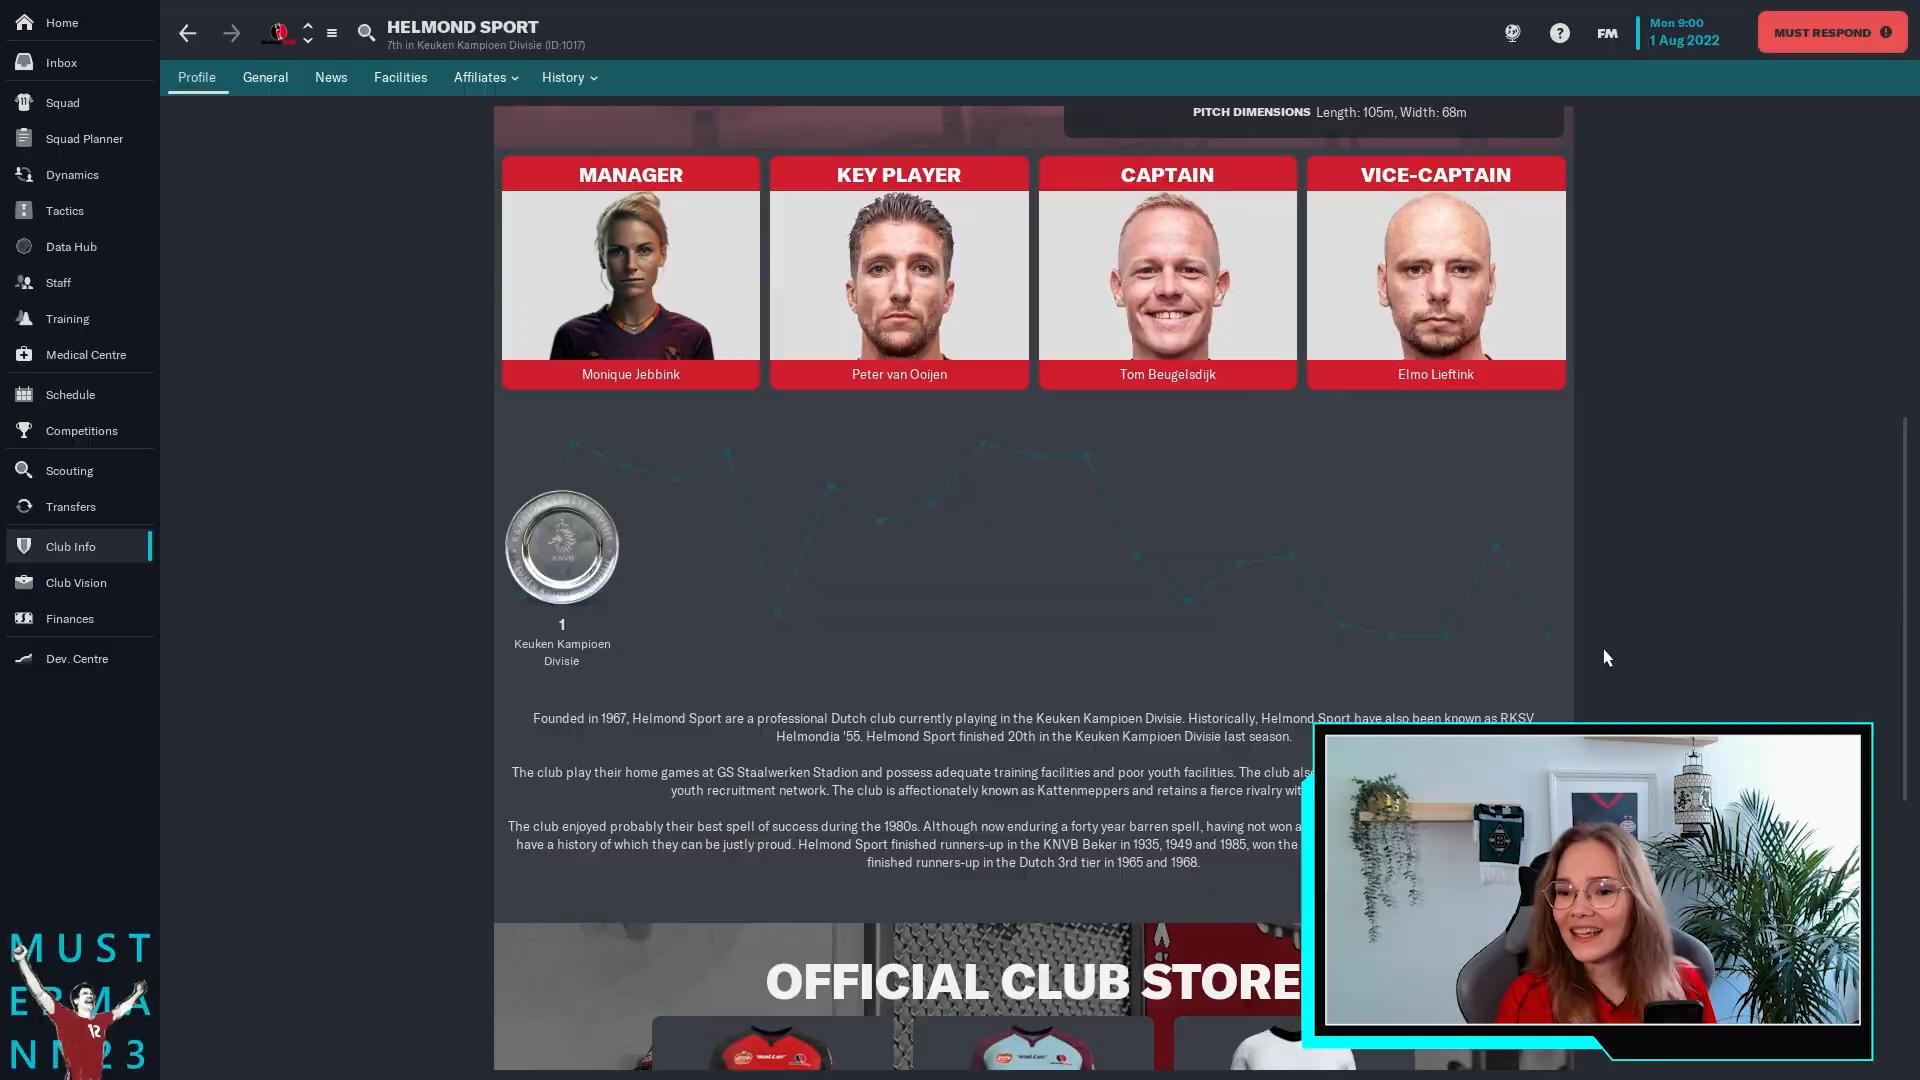 Home
HELMOND SPORT
7th in Keuken Kampioen Divisie (ID:1017)
FM
Mon 9:00
1 Aug 2022
MUST RESPOND
Inbox
Profile
General
News
Facilities
Affiliates
History
Squad
Squad Planner
Dynamics
Tactics
Data Hub
Staff
Training
Medical Centre
Schedule
Competitions
Scouting
Transfers
Club Info
Club Vision
Finances
Dev. Centre
PITCH DIMENSIONS Length: 105m, Width: 68m
MANAGER
Monique Jebbink
KEY PLAYER
Peter van Ooijen
CAPTAIN
Tom Beugelsdijk
VICE-CAPTAIN
Elmo Lieftink
KNVB
1
Keuken Kampioen
Divisie
Founded in 1967, Helmond Sport are a professional Dutch club currently playing in the Keuken Kampioen Divisie. Historically, Helmond Sport have also been known as RKSV
Helmondia '55. Helmond Sport finished 20th in the Keuken Kampioen Divisie last season.
The club play their home games at GS Staalwerken Stadion and possess adequate training facilities and poor youth facilities. The club
youth recruitment network. The club is affectionately known as Kattenmeppers and retains a fierce rivalry
The club enjoyed probably their best spell of success during the 1980s. Although now enduring a forty year barren spell, having not won a
have a history of which they can be justly proud. Helmond Sport finished runners-up in the KNVB Beker in 1935, 1949 and 1985, won the
finished runners-up in the Dutch 3rd tier in 1965 and 1968.
OFFICIAL CLUB STORE
MUST
ERMA
NN23
12